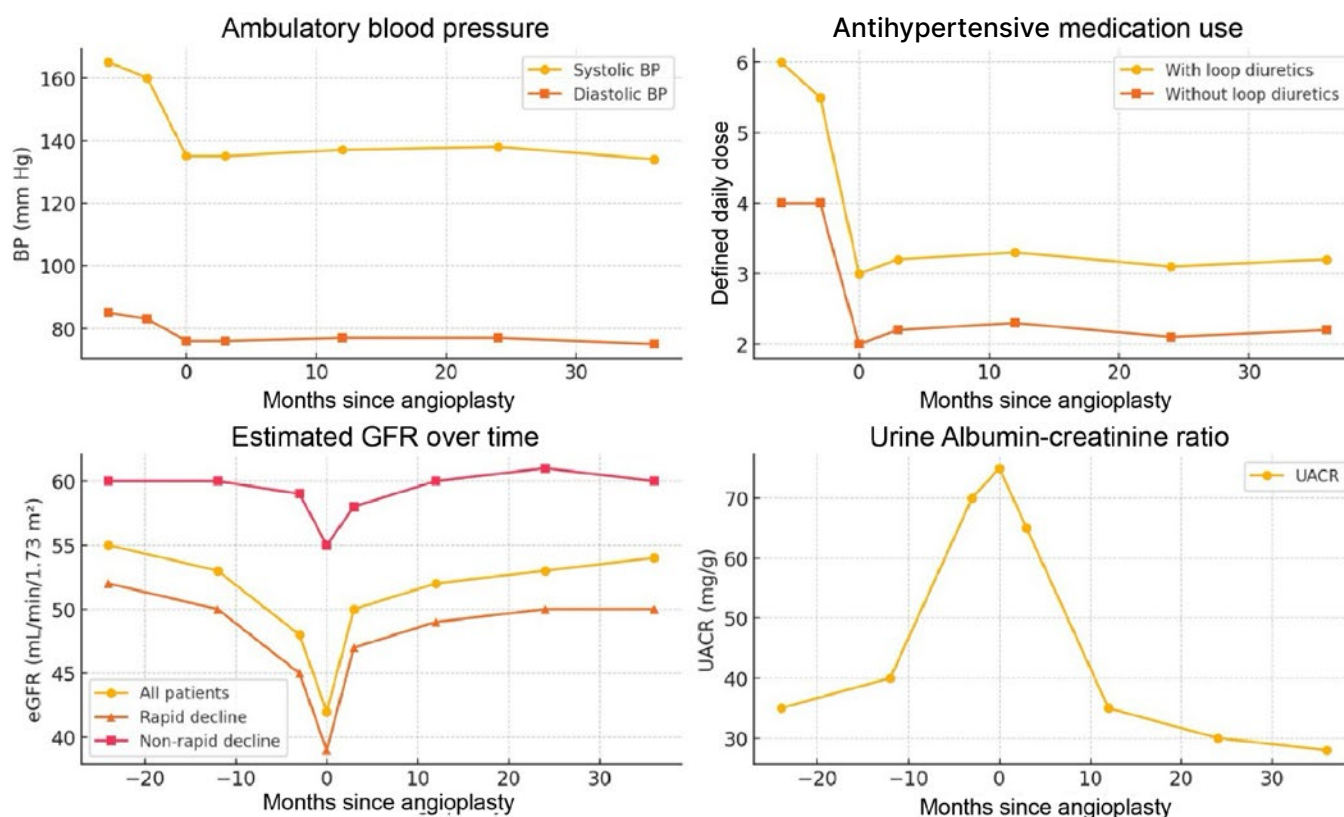 Ambulatory blood pressure
BP (mm Hg)
160
140
120
100
80
Systolic BP
Diastolic BP
0 10 20 30
Months since angioplasty
Antihypertensive medication use
Defined daily dose
6
5
4
3
2
With loop diuretics
Without loop diuretics
0 10 20 30
Months since angioplasty
Estimated GFR over time
eGFR (mL/min/1.73 m²)
60
55
50
45
40
All patients
Rapid decline
Non-rapid decline
−20 −10 0 10 20 30
Months since angioplasty
Urine Albumin-creatinine ratio
UACR (mg/g)
70
60
50
40
30
UACR
−20 −10 0 10 20 30
Months since angioplasty